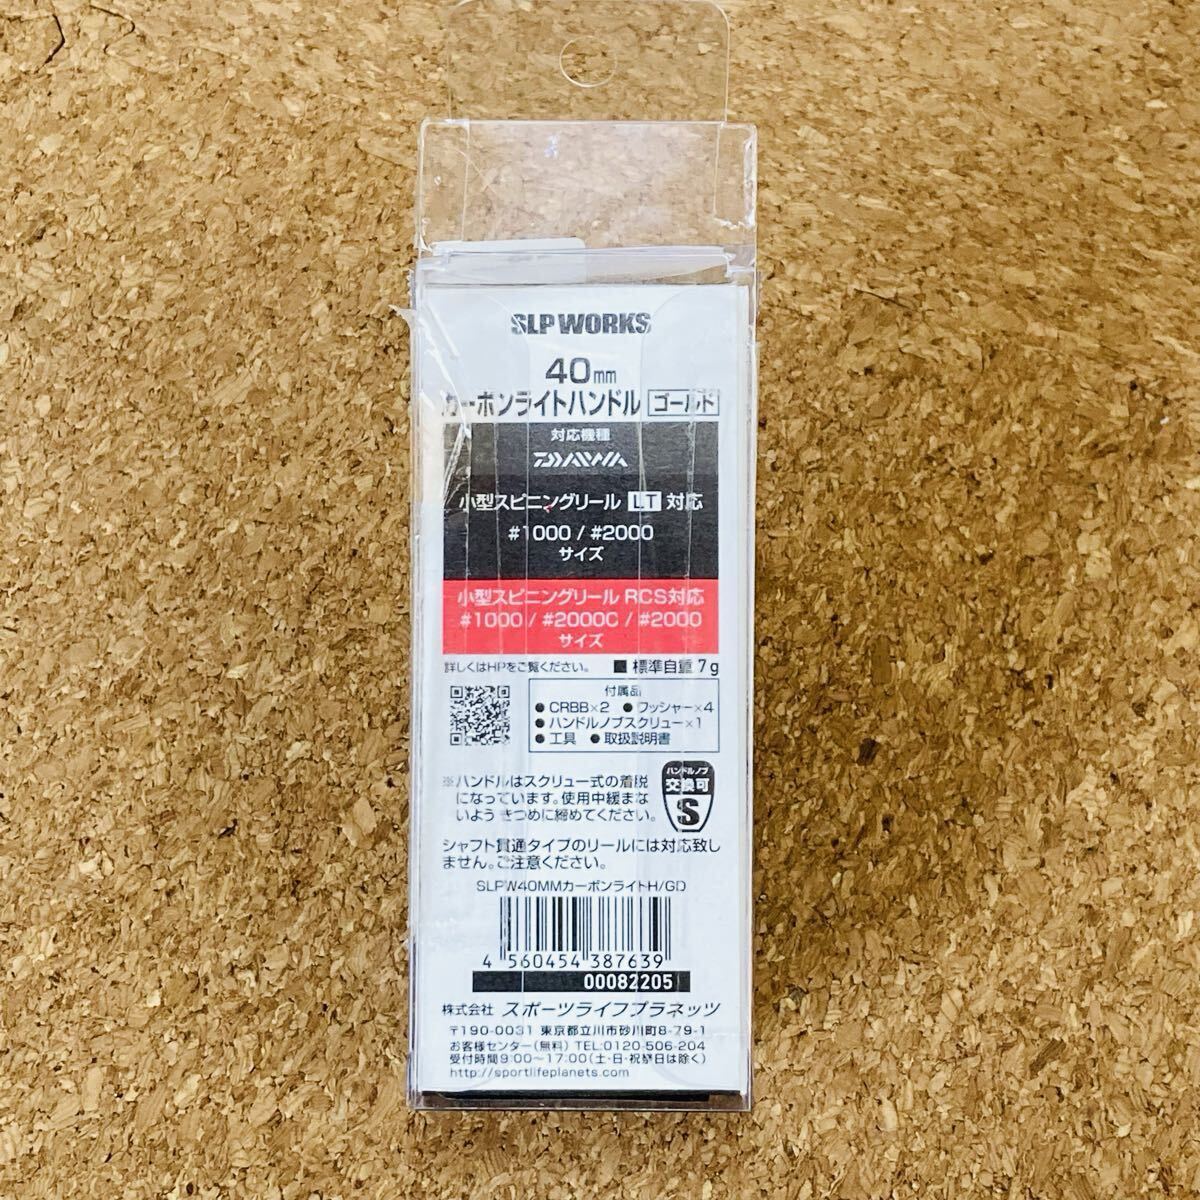 SLP WORKS
40mm
カーボンライトハンドル ゴールド
対応機種
DAIWA
小型スピニングリール LT 対応
#1000 / #2000
サイズ
小型スピニングリール RCS対応
#1000 / #2000C / #2000
サイズ
詳しくはHPをご覧ください。 ■ 標準自重 7g
付属品
● CRBB×2 ● ワッシャー×4
● ハンドルノブスクリュー×1
● 工具 ● 取扱説明書
※ハンドルはスクリュー式の着脱
になっています。使用中緩まな
いよう きつめに締めてください。
ハンドルノブ
交換可
S
シャフト貫通タイプのリールには対応致し
ません。ご注意ください。
SLPW40MMカーボンライトH/GD
4 560454 387639
00082205
株式会社 スポーツライフプラネッツ
〒190-0031 東京都立川市砂川町8-79-1
お客様センター(無料) TEL:0120-506-204
受付時間9:00〜17:00(土・日・祝祭日は除く)
http://sportlifeplanets.com